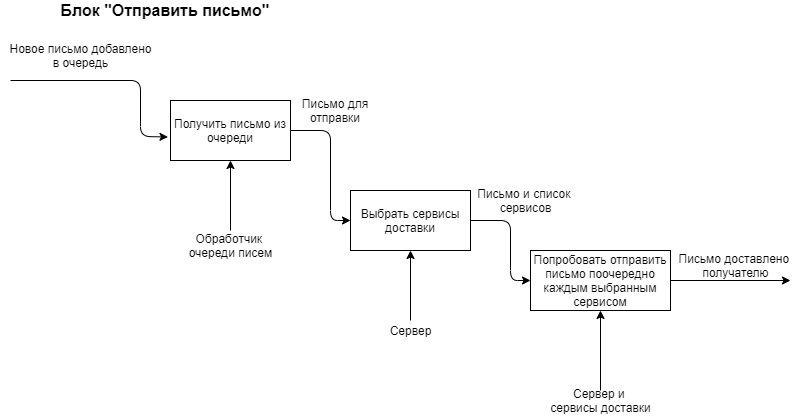 Блок "Отправить письмо"
Новое письмо добавлено
в очередь
Получить письмо из
очереди
Письмо для
отправки
Обработчик
очереди писем
Выбрать сервисы
доставки
Письмо и список
сервисов
Сервер
Попробовать отправить
письмо поочередно
каждым выбранным
сервисом
Письмо доставлено
получателю
Сервер и
сервисы доставки